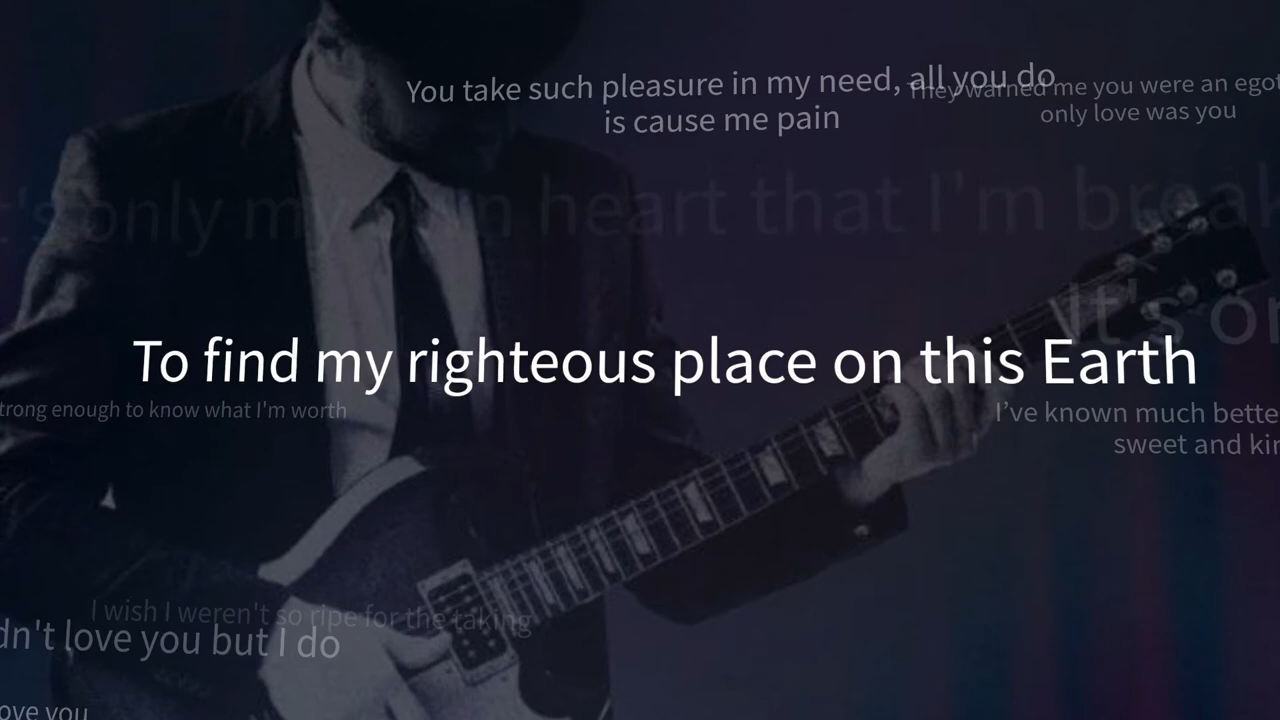 You take such pleasure in my need, all you do
is cause me pain
They warned me you were an egot
only love was you
t's only my own heart that I'm break
It's or
To find my righteous place on this Earth
trong enough to know what I'm worth
I've known much bette
sweet and kin
I wish I weren't so ripe for the taking
dn't love you but I do
ove you